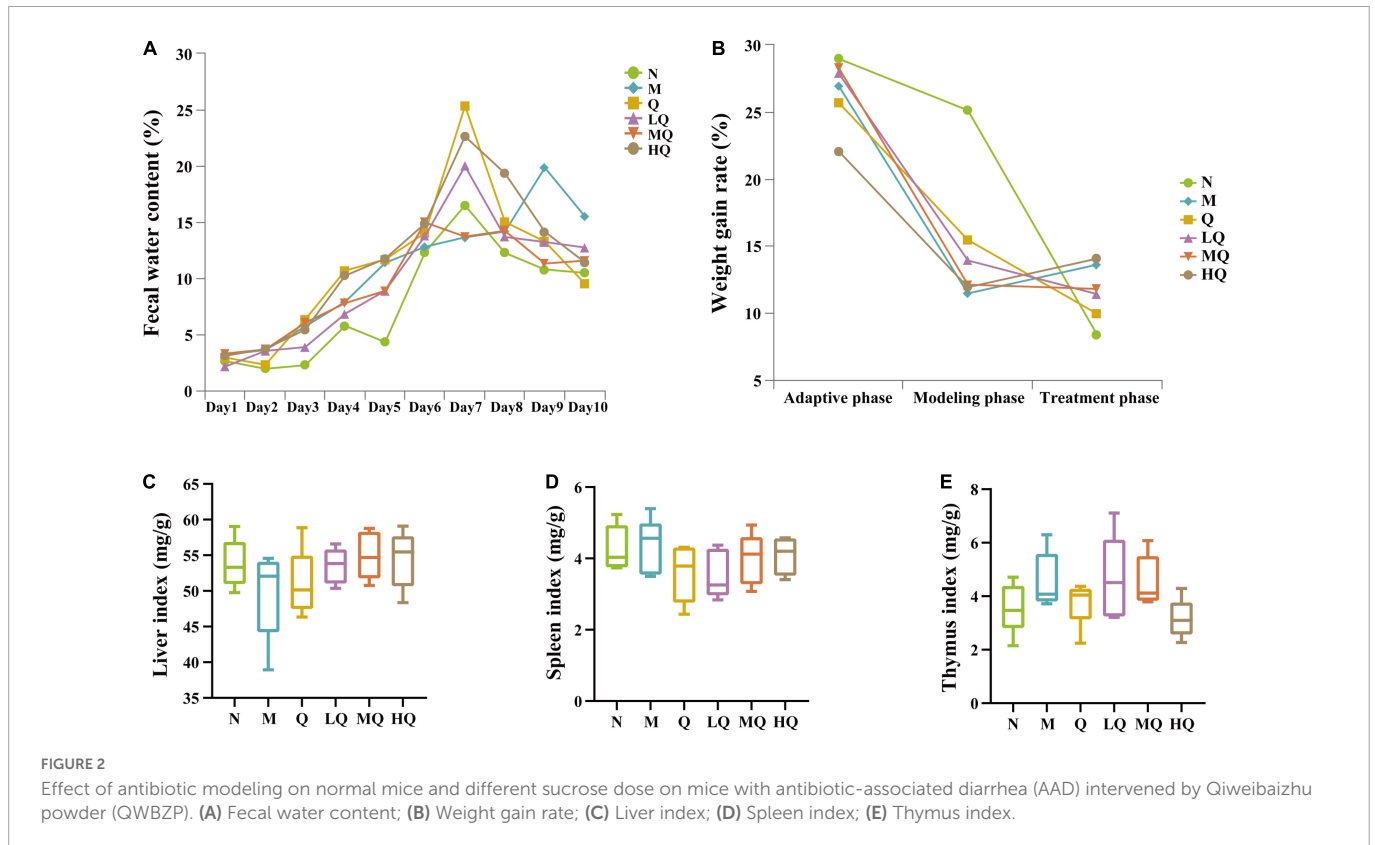 A
30
25
20
15
10
5
0
Fecal water content (%)
Day1 Day2 Day3 Day4 Day5 Day6 Day7 Day8 Day9 Day10
N
M
Q
LQ
MQ
HQ
B
30
25
20
15
10
5
Weight gain rate (%)
Adaptive phase Modeling phase Treatment phase
N
M
Q
LQ
MQ
HQ
C
65
60
55
50
45
40
35
Liver index (mg/g)
N M Q LQ MQ HQ
D
6
4
2
0
Spleen index (mg/g)
N M Q LQ MQ HQ
E
8
6
4
2
0
Thymus index (mg/g)
N M Q LQ MQ HQ
FIGURE 2
Effect of antibiotic modeling on normal mice and different sucrose dose on mice with antibiotic-associated diarrhea (AAD) intervened by Qiweibaizhu
powder (QWBZP). (A) Fecal water content; (B) Weight gain rate; (C) Liver index; (D) Spleen index; (E) Thymus index.